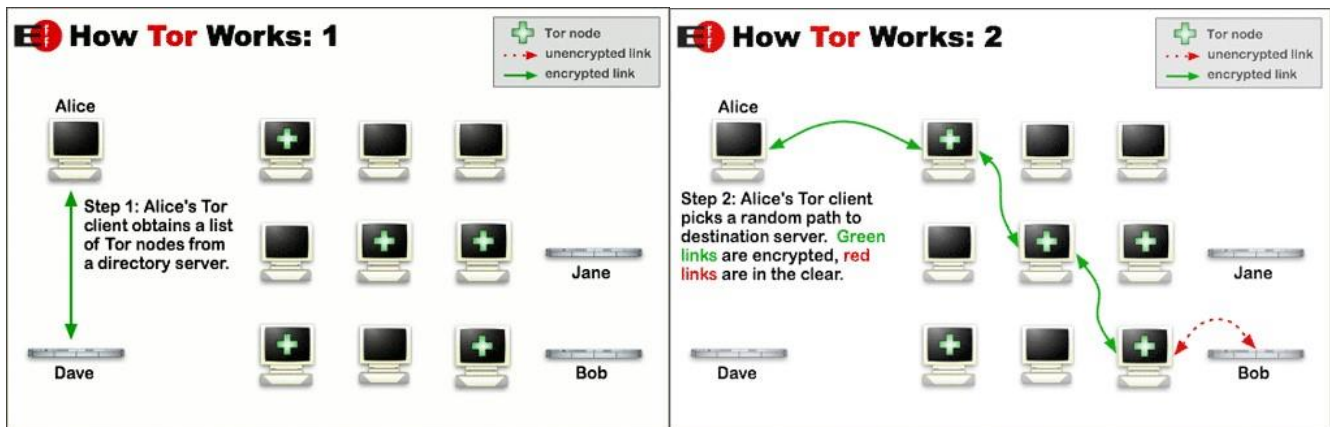 EFF How Tor Works: 1
Tor node
unencrypted link
encrypted link
Alice
Step 1: Alice's Tor
client obtains a list
of Tor nodes from
a directory server.
Jane
Dave
Bob
EFF How Tor Works: 2
Tor node
unencrypted link
encrypted link
Alice
Step 2: Alice's Tor client
picks a random path to
destination server. Green
links are encrypted, red
links are in the clear.
Jane
Dave
Bob